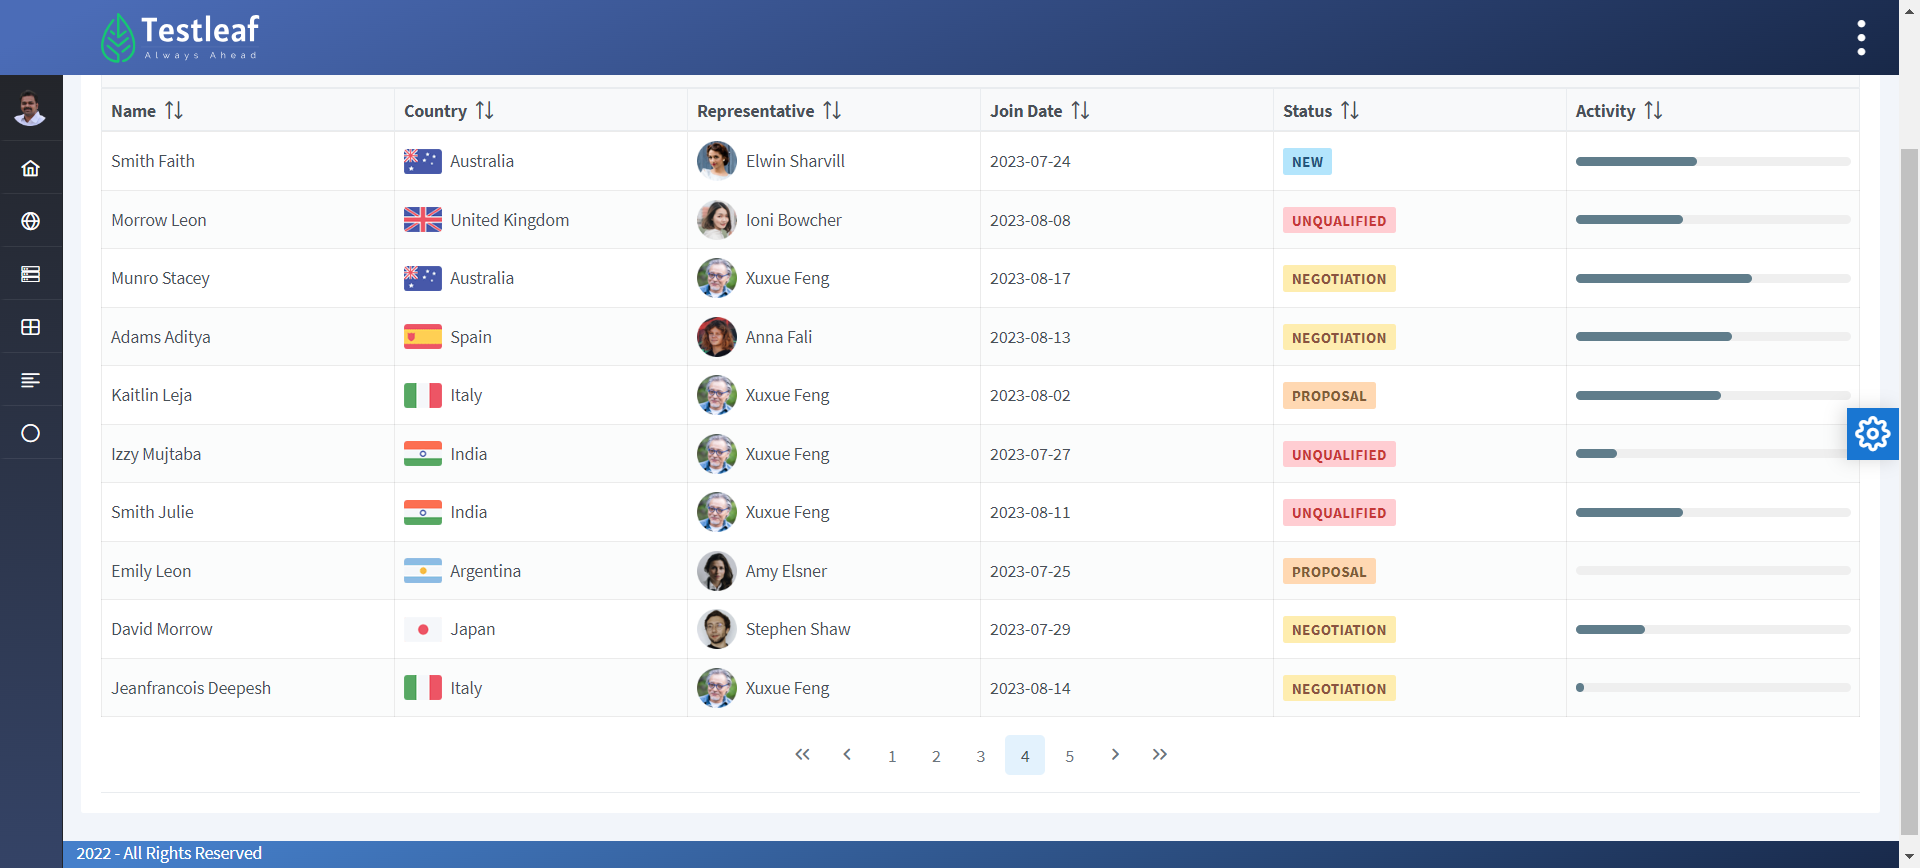 Testleaf
Always Ahead
Name Country Representative Join Date Status Activity
Smith Faith Australia Elwin Sharvill 2023-07-24 NEW
Morrow Leon United Kingdom Ioni Bowcher 2023-08-08 UNQUALIFIED
Munro Stacey Australia Xuxue Feng 2023-08-17 NEGOTIATION
Adams Aditya Spain Anna Fali 2023-08-13 NEGOTIATION
Kaitlin Leja Italy Xuxue Feng 2023-08-02 PROPOSAL
Izzy Mujtaba India Xuxue Feng 2023-07-27 UNQUALIFIED
Smith Julie India Xuxue Feng 2023-08-11 UNQUALIFIED
Emily Leon Argentina Amy Elsner 2023-07-25 PROPOSAL
David Morrow Japan Stephen Shaw 2023-07-29 NEGOTIATION
Jeanfrancois Deepesh Italy Xuxue Feng 2023-08-14 NEGOTIATION
1 2 3 4 5
2022 - All Rights Reserved